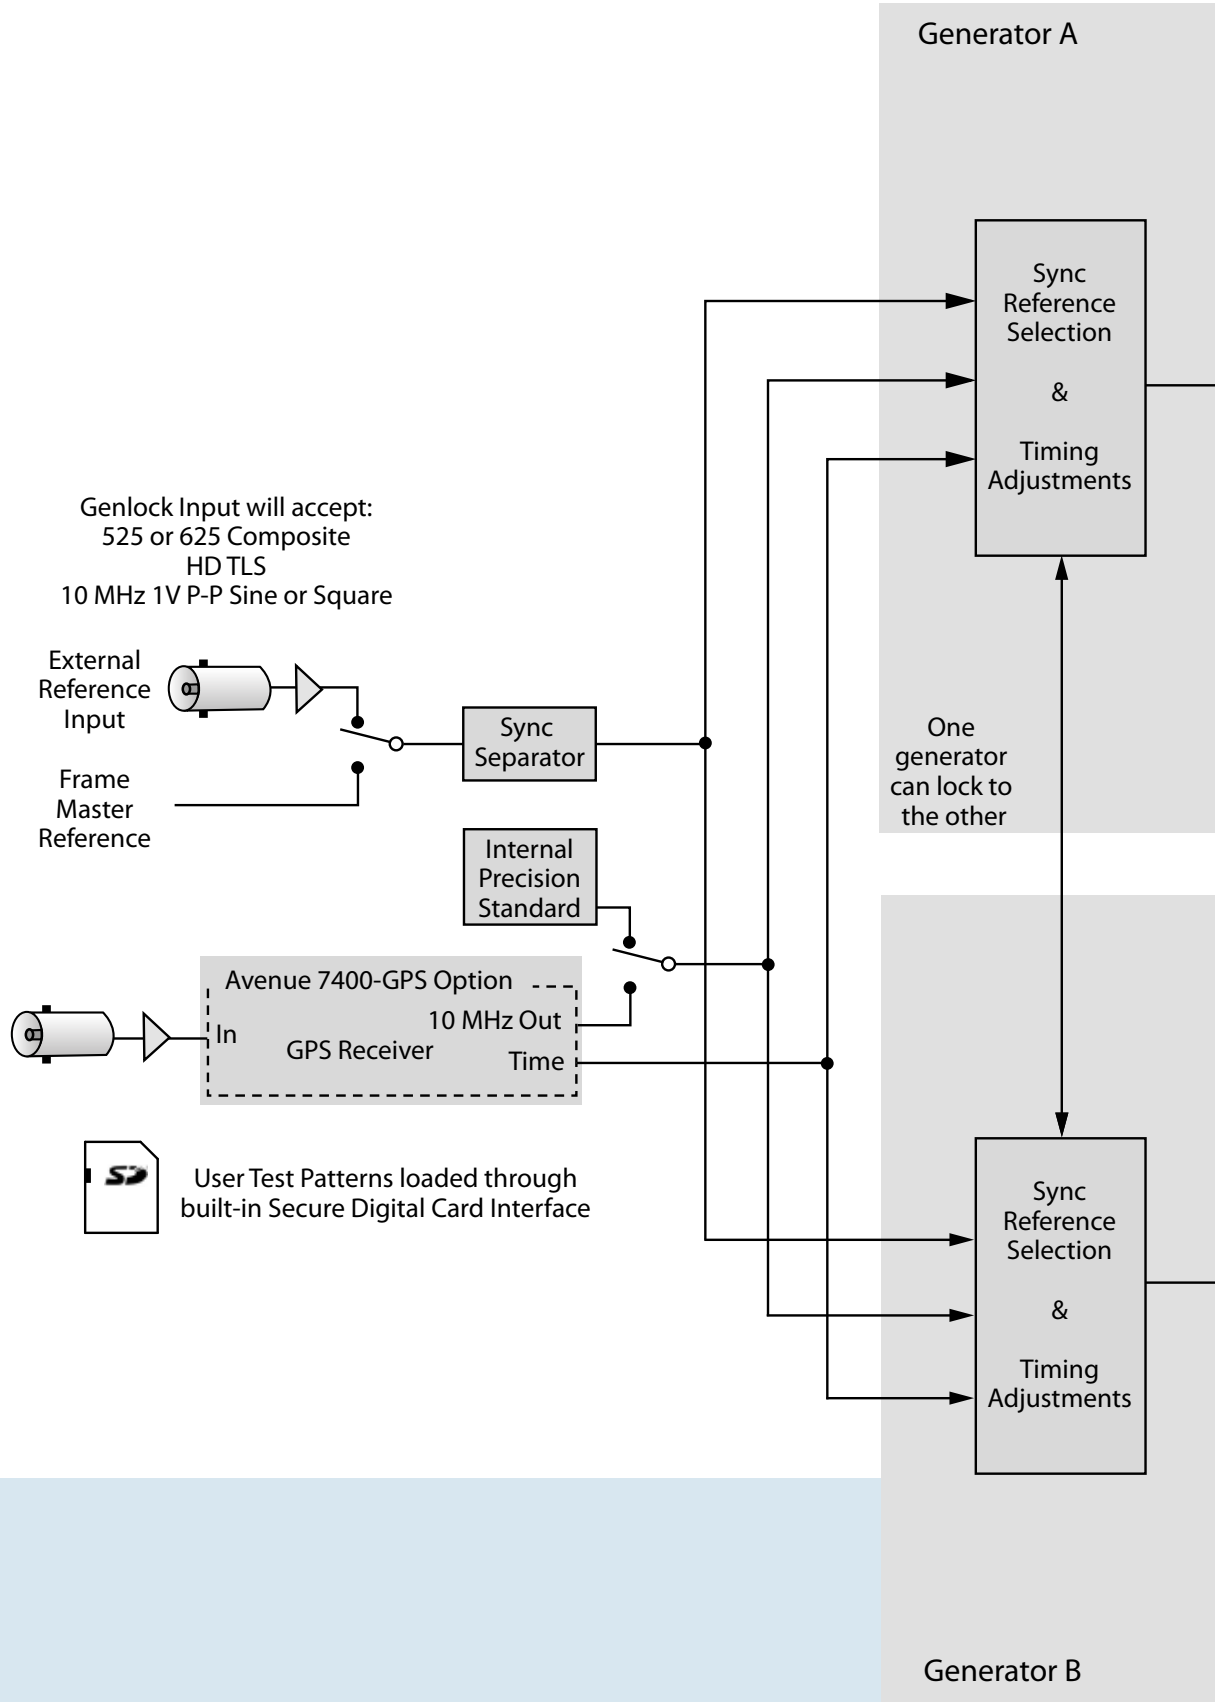 Generator A
Sync
Reference
Selection
&
Timing
Adjustments
Genlock Input will accept:
525 or 625 Composite
HD TLS
10 MHz 1V P-P Sine or Square
External
Reference
Input
Sync
Separator
Frame
Master
Reference
One
generator
can lock to
the other
Internal
Precision
Standard
Avenue 7400-GPS Option
In
10 MHz Out
GPS Receiver
Time
SD
User Test Patterns loaded through
built-in Secure Digital Card Interface
Sync
Reference
Selection
&
Timing
Adjustments
Generator B